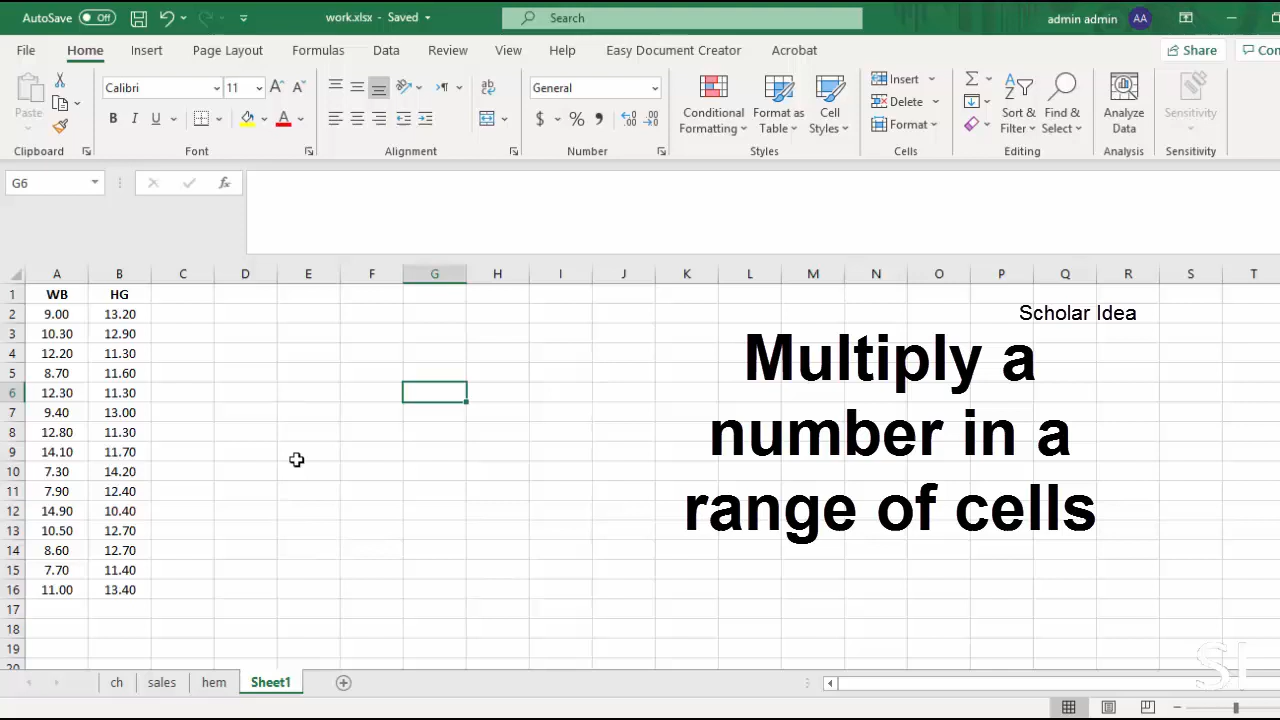 AutoSave Off work.xlsx - Saved Search admin admin AA
File Home Insert Page Layout Formulas Data Review View Help Easy Document Creator Acrobat Share Con
Paste Calibri 11 General Conditional Formatting Format as Table Cell Styles Insert Delete Format Sort & Filter Find & Select Analyze Data Sensitivity
Clipboard Font Alignment Number Styles Cells Editing Analysis Sensitivity
G6 fx
A B C D E F G H I J K L M N O P Q R S T
1 WB HG
2 9.00 13.20
3 10.30 12.90
4 12.20 11.30
5 8.70 11.60
6 12.30 11.30
7 9.40 13.00
8 12.80 11.30
9 14.10 11.70
10 7.30 14.20
11 7.90 12.40
12 14.90 10.40
13 10.50 12.70
14 8.60 12.70
15 7.70 11.40
16 11.00 13.40
17
18
19
20
Scholar Idea
Multiply a
number in a
range of cells
SI
ch sales hem Sheet1